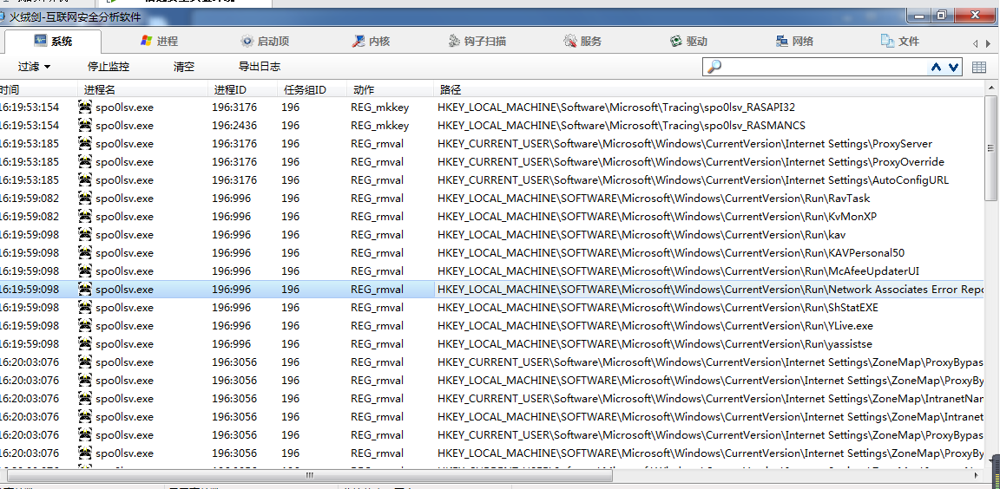 火绒剑-互联网安全分析软件
系统 进程 启动项 内核 钩子扫描 服务 驱动 网络 文件
过滤 停止监控 清空 导出日志
时间 进程名 进程ID 任务组ID 动作 路径
16:19:53:154 spo0lsv.exe 196:3176 196 REG_mkkey HKEY_LOCAL_MACHINE\Software\Microsoft\Tracing\spo0lsv_RASAPI32
16:19:53:154 spo0lsv.exe 196:2436 196 REG_mkkey HKEY_LOCAL_MACHINE\Software\Microsoft\Tracing\spo0lsv_RASMANCS
16:19:53:185 spo0lsv.exe 196:3176 196 REG_rmval HKEY_CURRENT_USER\Software\Microsoft\Windows\CurrentVersion\Internet Settings\ProxyServer
16:19:53:185 spo0lsv.exe 196:3176 196 REG_rmval HKEY_CURRENT_USER\Software\Microsoft\Windows\CurrentVersion\Internet Settings\ProxyOverride
16:19:53:185 spo0lsv.exe 196:3176 196 REG_rmval HKEY_CURRENT_USER\Software\Microsoft\Windows\CurrentVersion\Internet Settings\AutoConfigURL
16:19:59:082 spo0lsv.exe 196:996 196 REG_rmval HKEY_LOCAL_MACHINE\SOFTWARE\Microsoft\Windows\CurrentVersion\Run\RavTask
16:19:59:082 spo0lsv.exe 196:996 196 REG_rmval HKEY_LOCAL_MACHINE\SOFTWARE\Microsoft\Windows\CurrentVersion\Run\KvMonXP
16:19:59:098 spo0lsv.exe 196:996 196 REG_rmval HKEY_LOCAL_MACHINE\SOFTWARE\Microsoft\Windows\CurrentVersion\Run\kav
16:19:59:098 spo0lsv.exe 196:996 196 REG_rmval HKEY_LOCAL_MACHINE\SOFTWARE\Microsoft\Windows\CurrentVersion\Run\KAVPersonal50
16:19:59:098 spo0lsv.exe 196:996 196 REG_rmval HKEY_LOCAL_MACHINE\SOFTWARE\Microsoft\Windows\CurrentVersion\Run\McAfeeUpdaterUI
16:19:59:098 spo0lsv.exe 196:996 196 REG_rmval HKEY_LOCAL_MACHINE\SOFTWARE\Microsoft\Windows\CurrentVersion\Run\Network Associates Error Repo
16:19:59:098 spo0lsv.exe 196:996 196 REG_rmval HKEY_LOCAL_MACHINE\SOFTWARE\Microsoft\Windows\CurrentVersion\Run\ShStatEXE
16:19:59:098 spo0lsv.exe 196:996 196 REG_rmval HKEY_LOCAL_MACHINE\SOFTWARE\Microsoft\Windows\CurrentVersion\Run\YLive.exe
16:19:59:098 spo0lsv.exe 196:996 196 REG_rmval HKEY_LOCAL_MACHINE\SOFTWARE\Microsoft\Windows\CurrentVersion\Run\yassistse
16:20:03:076 spo0lsv.exe 196:3056 196 REG_rmval HKEY_CURRENT_USER\Software\Microsoft\Windows\CurrentVersion\Internet Settings\ZoneMap\ProxyBypas
16:20:03:076 spo0lsv.exe 196:3056 196 REG_rmval HKEY_LOCAL_MACHINE\SOFTWARE\Microsoft\Windows\CurrentVersion\Internet Settings\ZoneMap\ProxyBy
16:20:03:076 spo0lsv.exe 196:3056 196 REG_rmval HKEY_CURRENT_USER\Software\Microsoft\Windows\CurrentVersion\Internet Settings\ZoneMap\IntranetNar
16:20:03:076 spo0lsv.exe 196:3056 196 REG_rmval HKEY_LOCAL_MACHINE\SOFTWARE\Microsoft\Windows\CurrentVersion\Internet Settings\ZoneMap\Intranet
16:20:03:076 spo0lsv.exe 196:3056 196 REG_rmval HKEY_CURRENT_USER\Software\Microsoft\Windows\CurrentVersion\Internet Settings\ZoneMap\ProxyBypas
16:20:03:076 spo0lsv.exe 196:3056 196 REG_rmval HKEY_LOCAL_MACHINE\SOFTWARE\Microsoft\Windows\CurrentVersion\Internet Settings\ZoneMap\ProxyBy